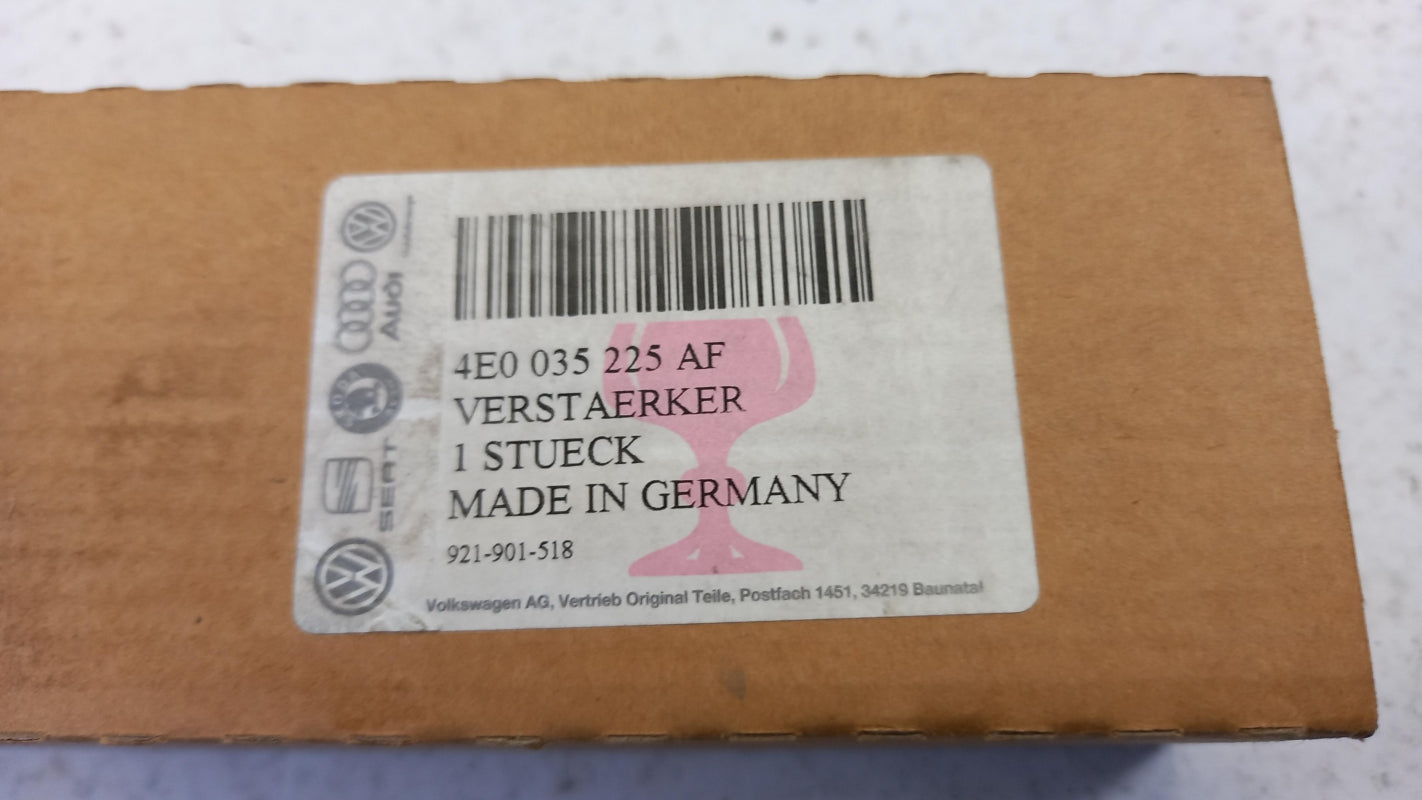 4E0 035 225 AF
VERSTAERKER
1 STUECK
MADE IN GERMANY
921-901-518
Volkswagen AG, Vertrieb Original Teile, Postfach 1451, 34219 Baunatal
AUDI
SEAT